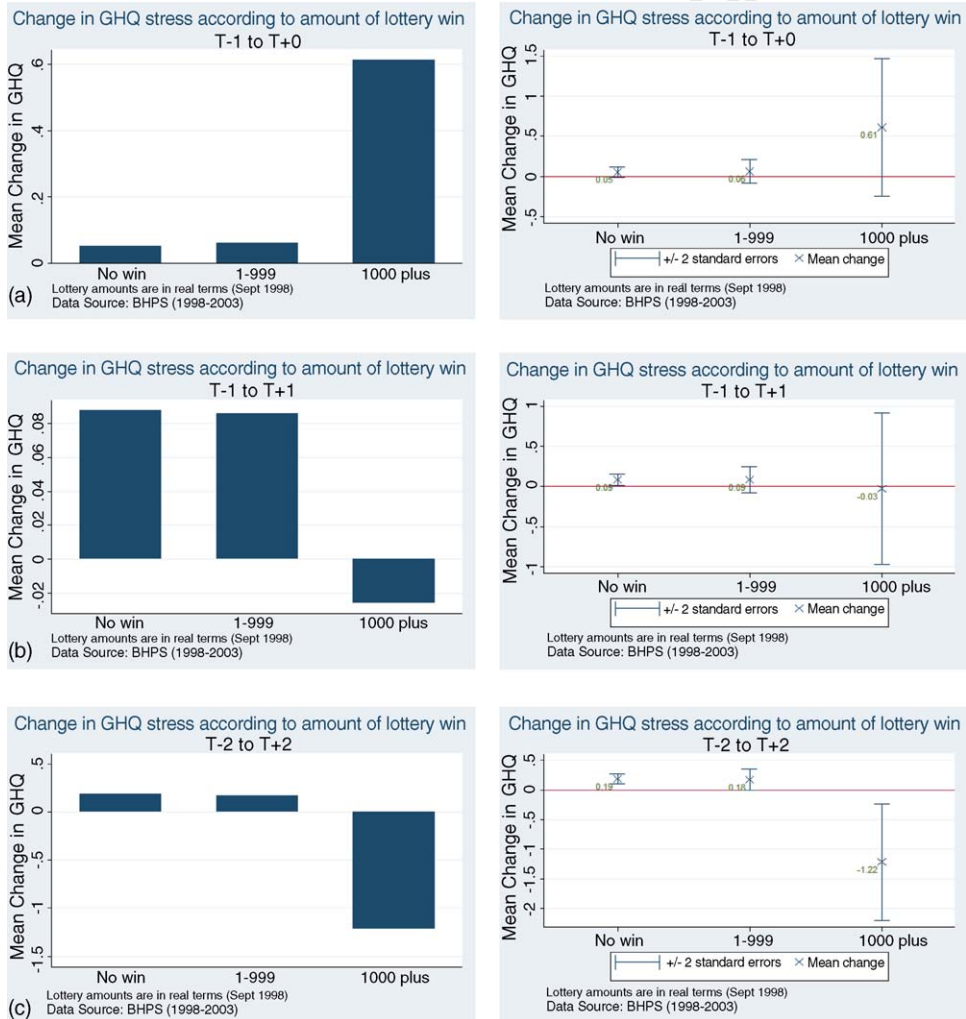 Change in GHQ stress according to amount of lottery win
T-1 to T+0
Mean Change in GHQ
.6
.4
.2
0
No win 1-999 1000 plus
Lottery amounts are in real terms (Sept 1998)
Data Source: BHPS (1998-2003)
(a)
Change in GHQ stress according to amount of lottery win
T-1 to T+0
Mean Change in GHQ
1.5
1
0.5
0
-.5
0.05
0.06
0.61
No win 1-999 1000 plus
+/- 2 standard errors × Mean change
Lottery amounts are in real terms (Sept 1998)
Data Source: BHPS (1998-2003)
Change in GHQ stress according to amount of lottery win
T-1 to T+1
Mean Change in GHQ
.08
.06
.04
.02
0
-.02
No win 1-999 1000 plus
Lottery amounts are in real terms (Sept 1998)
Data Source: BHPS (1998-2003)
(b)
Change in GHQ stress according to amount of lottery win
T-1 to T+1
Mean Change in GHQ
1
.5
0
-.5
-1
0.09
0.09
-0.03
No win 1-999 1000 plus
+/- 2 standard errors × Mean change
Lottery amounts are in real terms (Sept 1998)
Data Source: BHPS (1998-2003)
Change in GHQ stress according to amount of lottery win
T-2 to T+2
Mean Change in GHQ
.5
0
-.5
-1
-1.5
No win 1-999 1000 plus
Lottery amounts are in real terms (Sept 1998)
Data Source: BHPS (1998-2003)
(c)
Change in GHQ stress according to amount of lottery win
T-2 to T+2
Mean Change in GHQ
.5
0
-.5
-1
-1.5
-2
0.19
0.18
-1.22
No win 1-999 1000 plus
+/- 2 standard errors × Mean change
Lottery amounts are in real terms (Sept 1998)
Data Source: BHPS (1998-2003)